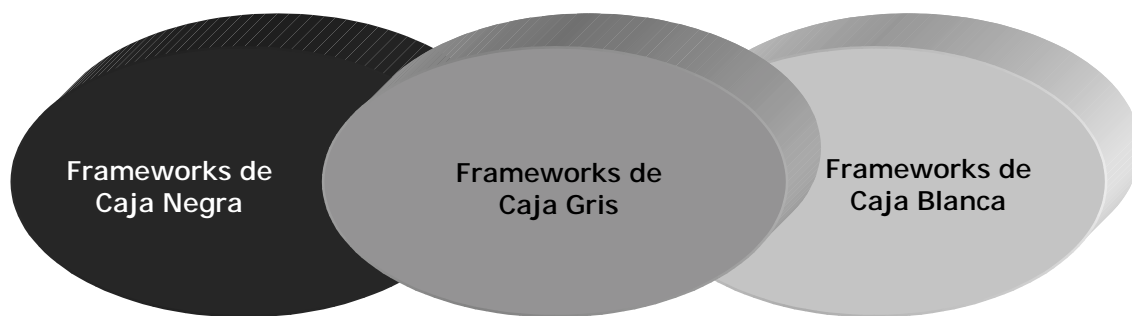 Frameworks de
Caja Negra
Frameworks de
Caja Gris
Frameworks de
Caja Blanca